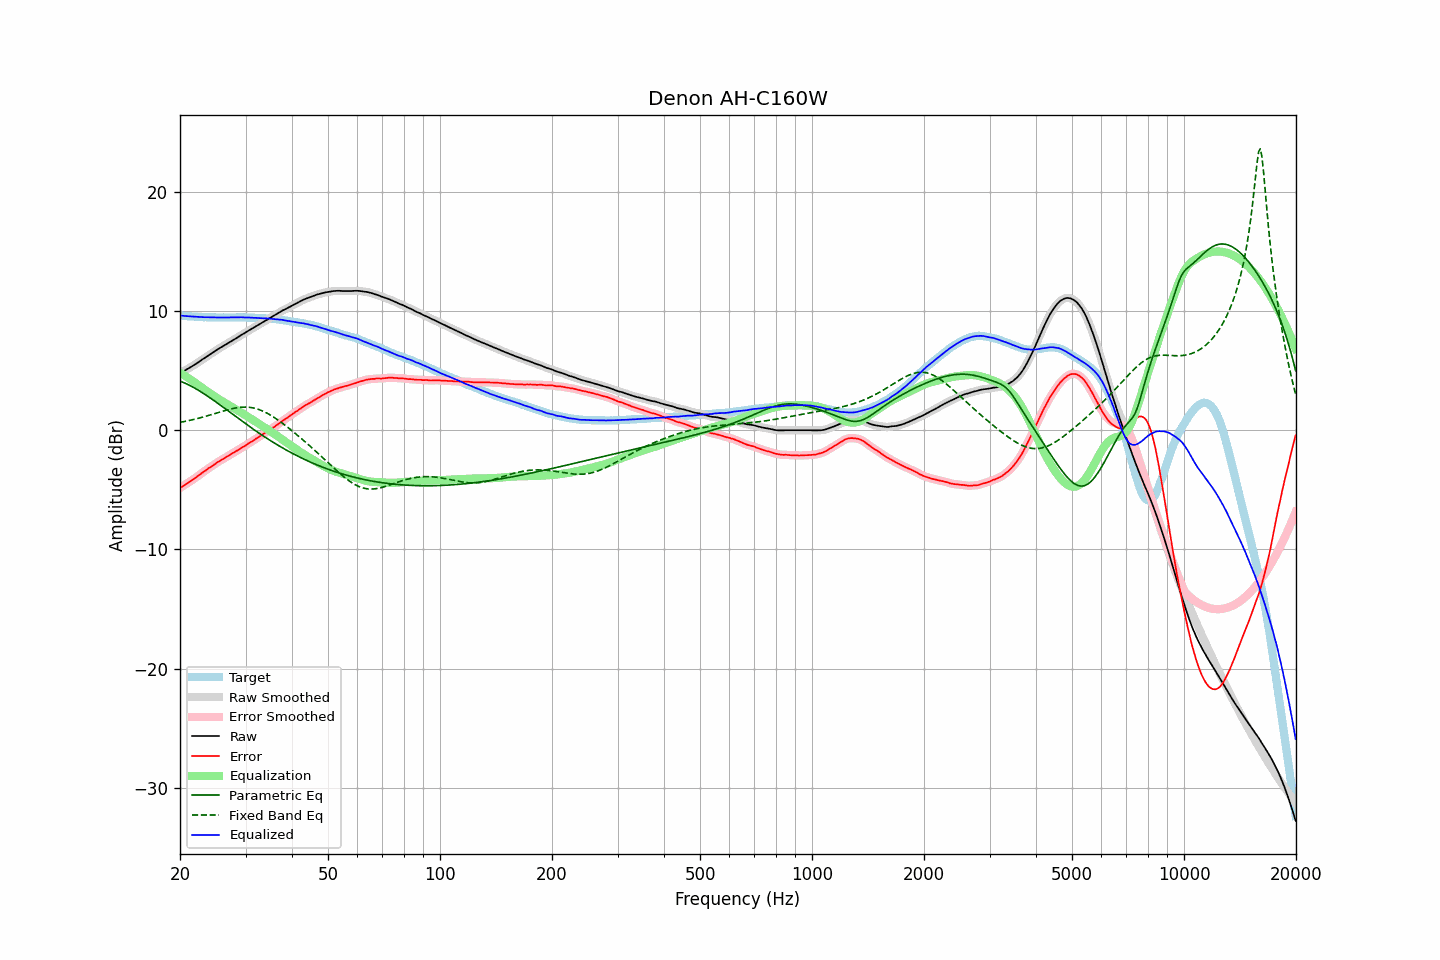 Denon AH-C160W
Amplitude (dBr)
20
10
0
−10
−20
−30
Target
Raw Smoothed
Error Smoothed
Raw
Error
Equalization
Parametric Eq
Fixed Band Eq
Equalized
20 50 100 200 500 1000 2000 5000 10000 20000
Frequency (Hz)